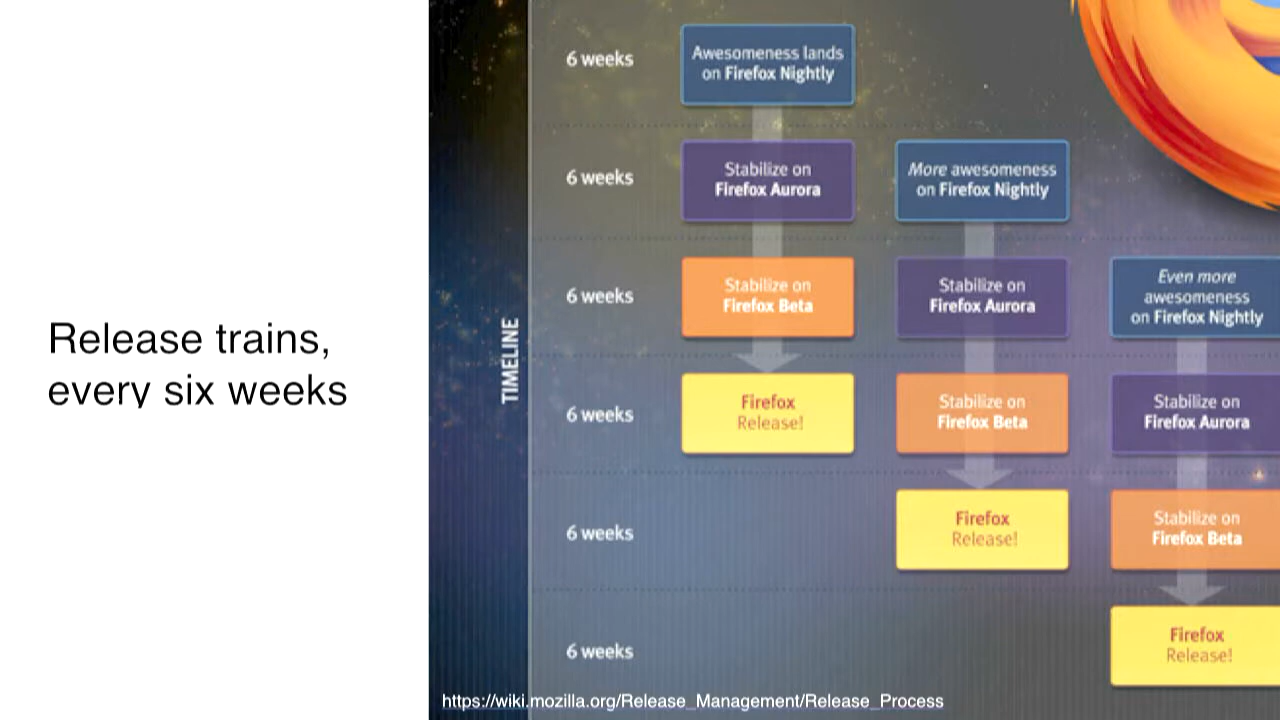 Release trains,
every six weeks
TIMELINE
6 weeks
Awesomeness lands
on Firefox Nightly
6 weeks
Stabilize on
Firefox Aurora
More awesomeness
on Firefox Nightly
6 weeks
Stabilize on
Firefox Beta
Stabilize on
Firefox Aurora
Even more
awesomeness
on Firefox Nightly
6 weeks
Firefox
Release!
Stabilize on
Firefox Beta
Stabilize on
Firefox Aurora
6 weeks
Firefox
Release!
Stabilize on
Firefox Beta
6 weeks
Firefox
Release!
https://wiki.mozilla.org/Release_Management/Release_Process